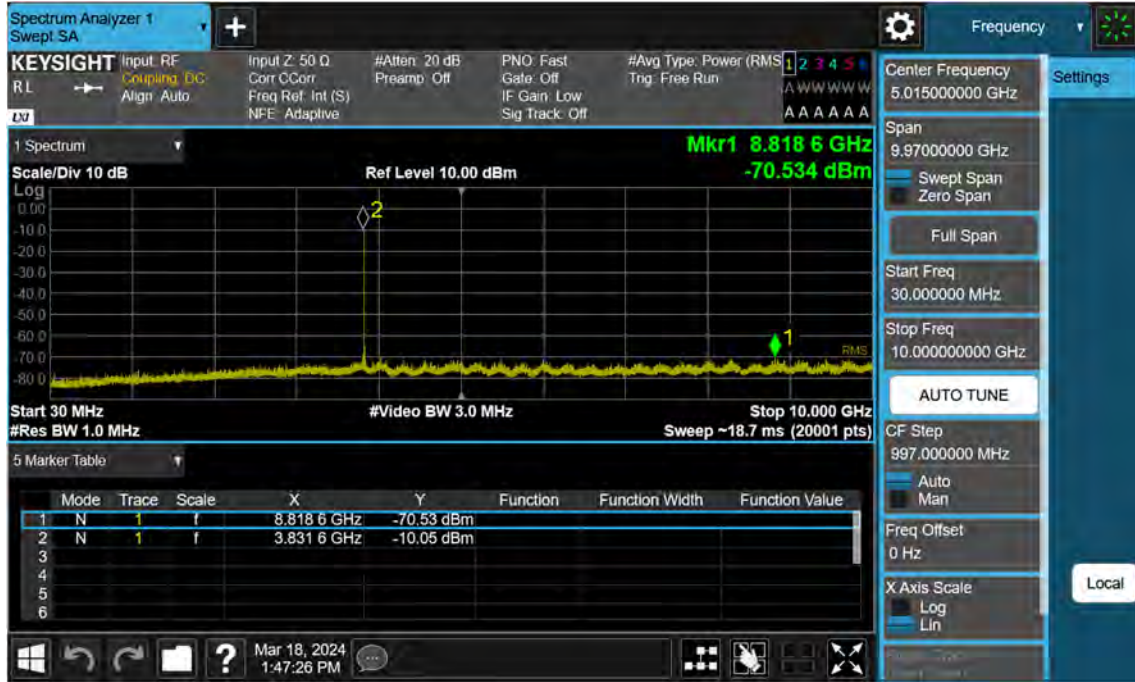 Spectrum Analyzer 1
Swept SA
Frequency
KEYSIGHT
RL
LXI
Input: RF
Coupling: DC
Align: Auto
Input Z: 50 Ω
Corr CCorr
Freq Ref: Int (S)
NFE: Adaptive
#Atten: 20 dB
Preamp: Off
PNO: Fast
Gate: Off
IF Gain: Low
Sig Track: Off
#Avg Type: Power (RMS
Trig: Free Run
1 2 3 4 5 6
A W W W W W
A A A A A A
1 Spectrum
Mkr1 8.818 6 GHz
-70.534 dBm
Scale/Div 10 dB
Ref Level 10.00 dBm
Log
0.00
-10.0
-20.0
-30.0
-40.0
-50.0
-60.0
-70.0
-80.0
2
1
RMS
Start 30 MHz
#Video BW 3.0 MHz
Stop 10.000 GHz
#Res BW 1.0 MHz
Sweep ~18.7 ms (20001 pts)
5 Marker Table
Mode Trace Scale X Y Function Function Width Function Value
1 N 1 f 8.818 6 GHz -70.53 dBm
2 N 1 f 3.831 6 GHz -10.05 dBm
3
4
5
6
Mar 18, 2024
1:47:26 PM
Center Frequency
5.015000000 GHz
Settings
Span
9.97000000 GHz
Swept Span
Zero Span
Full Span
Start Freq
30.000000 MHz
Stop Freq
10.000000000 GHz
AUTO TUNE
CF Step
997.000000 MHz
Auto
Man
Freq Offset
0 Hz
X Axis Scale
Log
Lin
Local